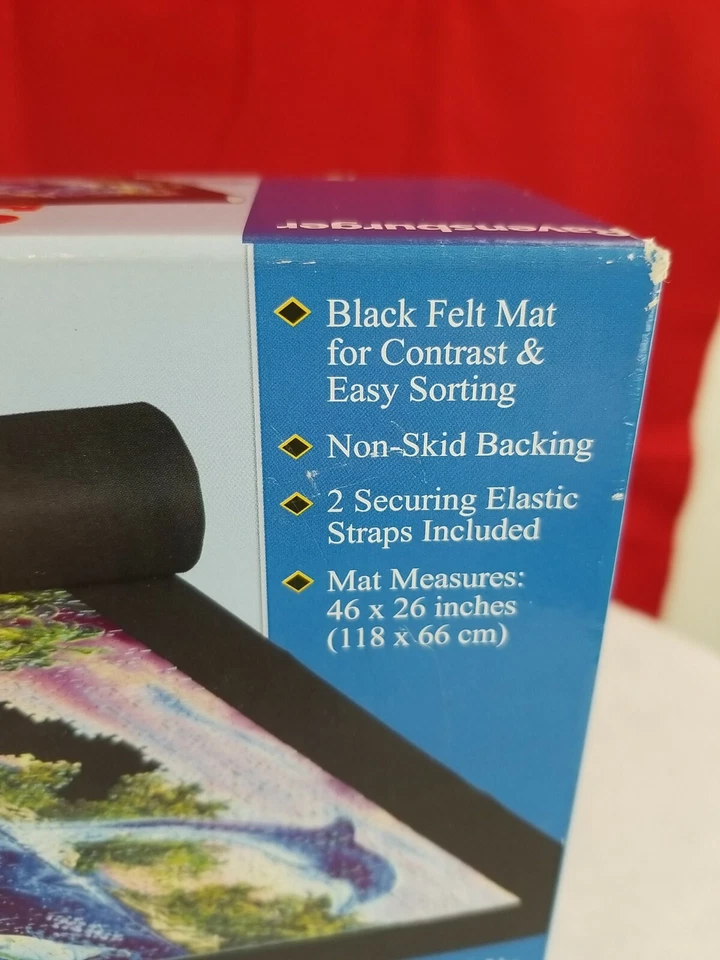 Ravensburger
Black Felt Mat
for Contrast &
Easy Sorting
Non-Skid Backing
2 Securing Elastic
Straps Included
Mat Measures:
46 x 26 inches
(118 x 66 cm)